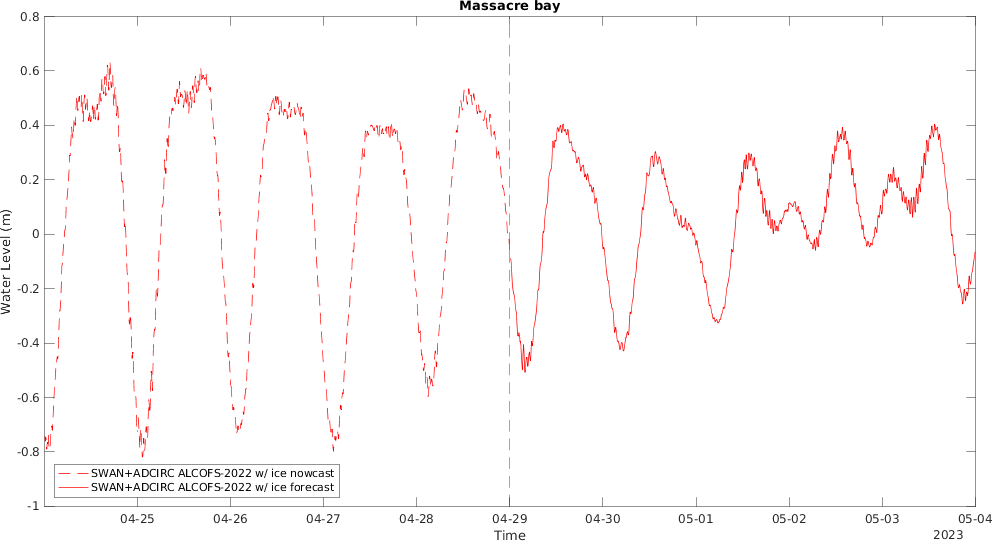 Massacre bay
0.8
0.6
0.4
0.2
0
-0.2
-0.4
-0.6
-0.8
-1
Water Level (m)
SWAN+ADCIRC ALCOFS-2022 w/ ice nowcast
SWAN+ADCIRC ALCOFS-2022 w/ ice forecast
04-25 04-26 04-27 04-28 04-29 04-30 05-01 05-02 05-03 05-04
Time
2023